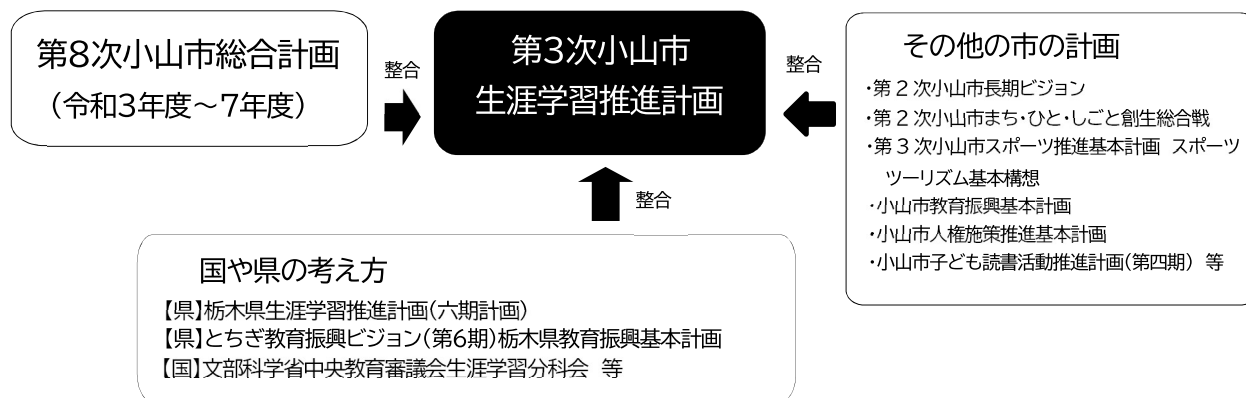 第8次小山市総合計画
（令和3年度～7年度）
整合
第3次小山市
生涯学習推進計画
整合
その他の市の計画
・第2次小山市長期ビジョン
・第2次小山市まち・ひと・しごと創生総合戦
・第3次小山市スポーツ推進基本計画 スポーツ
ツーリズム基本構想
・小山市教育振興基本計画
・小山市人権施策推進基本計画
・小山市子ども読書活動推進計画(第四期) 等
整合
国や県の考え方
【県】栃木県生涯学習推進計画(六期計画)
【県】とちぎ教育振興ビジョン(第6期)栃木県教育振興基本計画
【国】文部科学省中央教育審議会生涯学習分科会 等